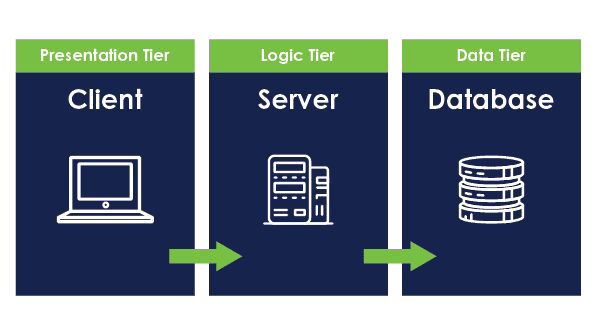 Presentation Tier
Client
Logic Tier
Server
Data Tier
Database